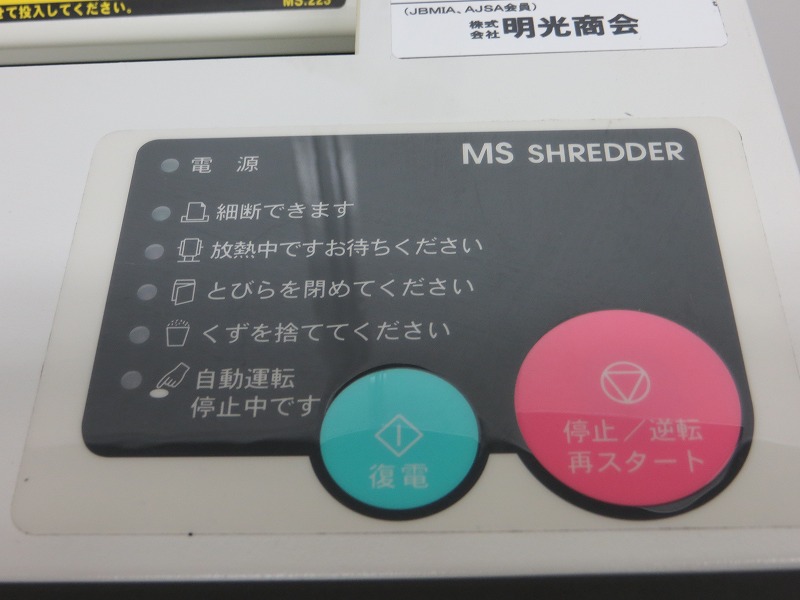 せて投入してください。
MS.225
(JBMIA、AJSA会員)
株式会社 明光商会
MS SHREDDER
電 源
細断できます
放熱中ですお待ちください
とびらを閉めてください
くずを捨ててください
自動運転
停止中です
復電
停止/逆転
再スタート